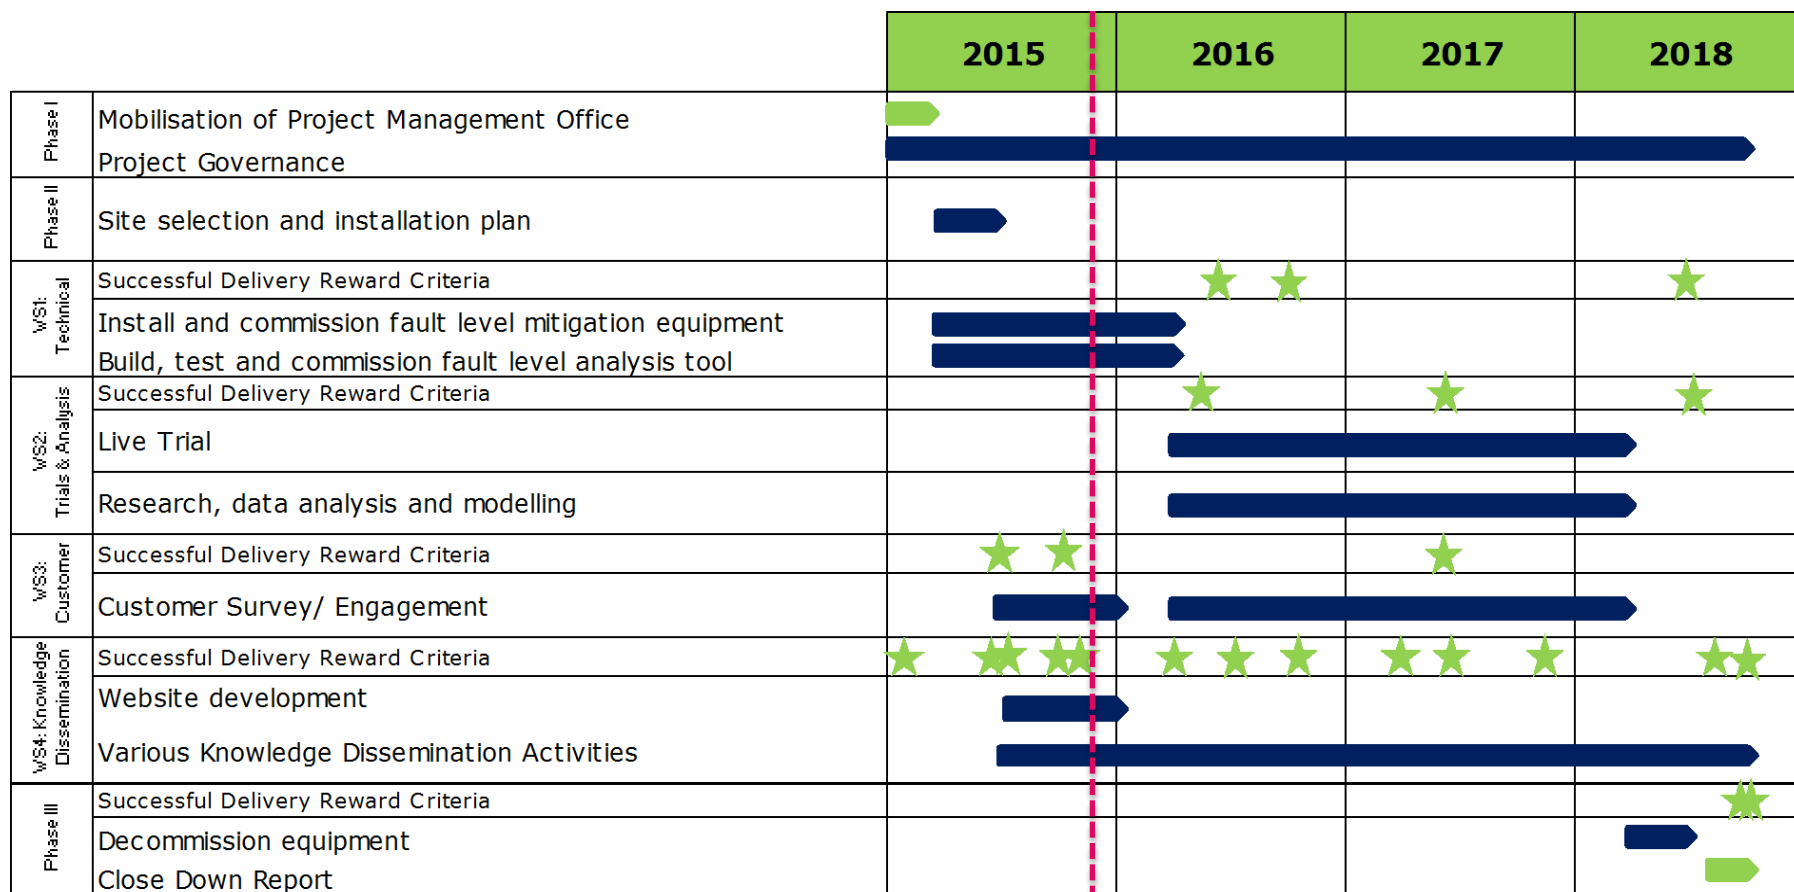 2015 2016 2017 2018
Phase I
Mobilisation of Project Management Office
Project Governance
Phase II
Site selection and installation plan
WS1:
Technical
Successful Delivery Reward Criteria
Install and commission fault level mitigation equipment
Build, test and commission fault level analysis tool
WS2:
Trials & Analysis
Successful Delivery Reward Criteria
Live Trial
Research, data analysis and modelling
WS3:
Customer
Successful Delivery Reward Criteria
Customer Survey/ Engagement
WS4: Knowledge
Dissemination
Successful Delivery Reward Criteria
Website development
Various Knowledge Dissemination Activities
Phase III
Successful Delivery Reward Criteria
Decommission equipment
Close Down Report